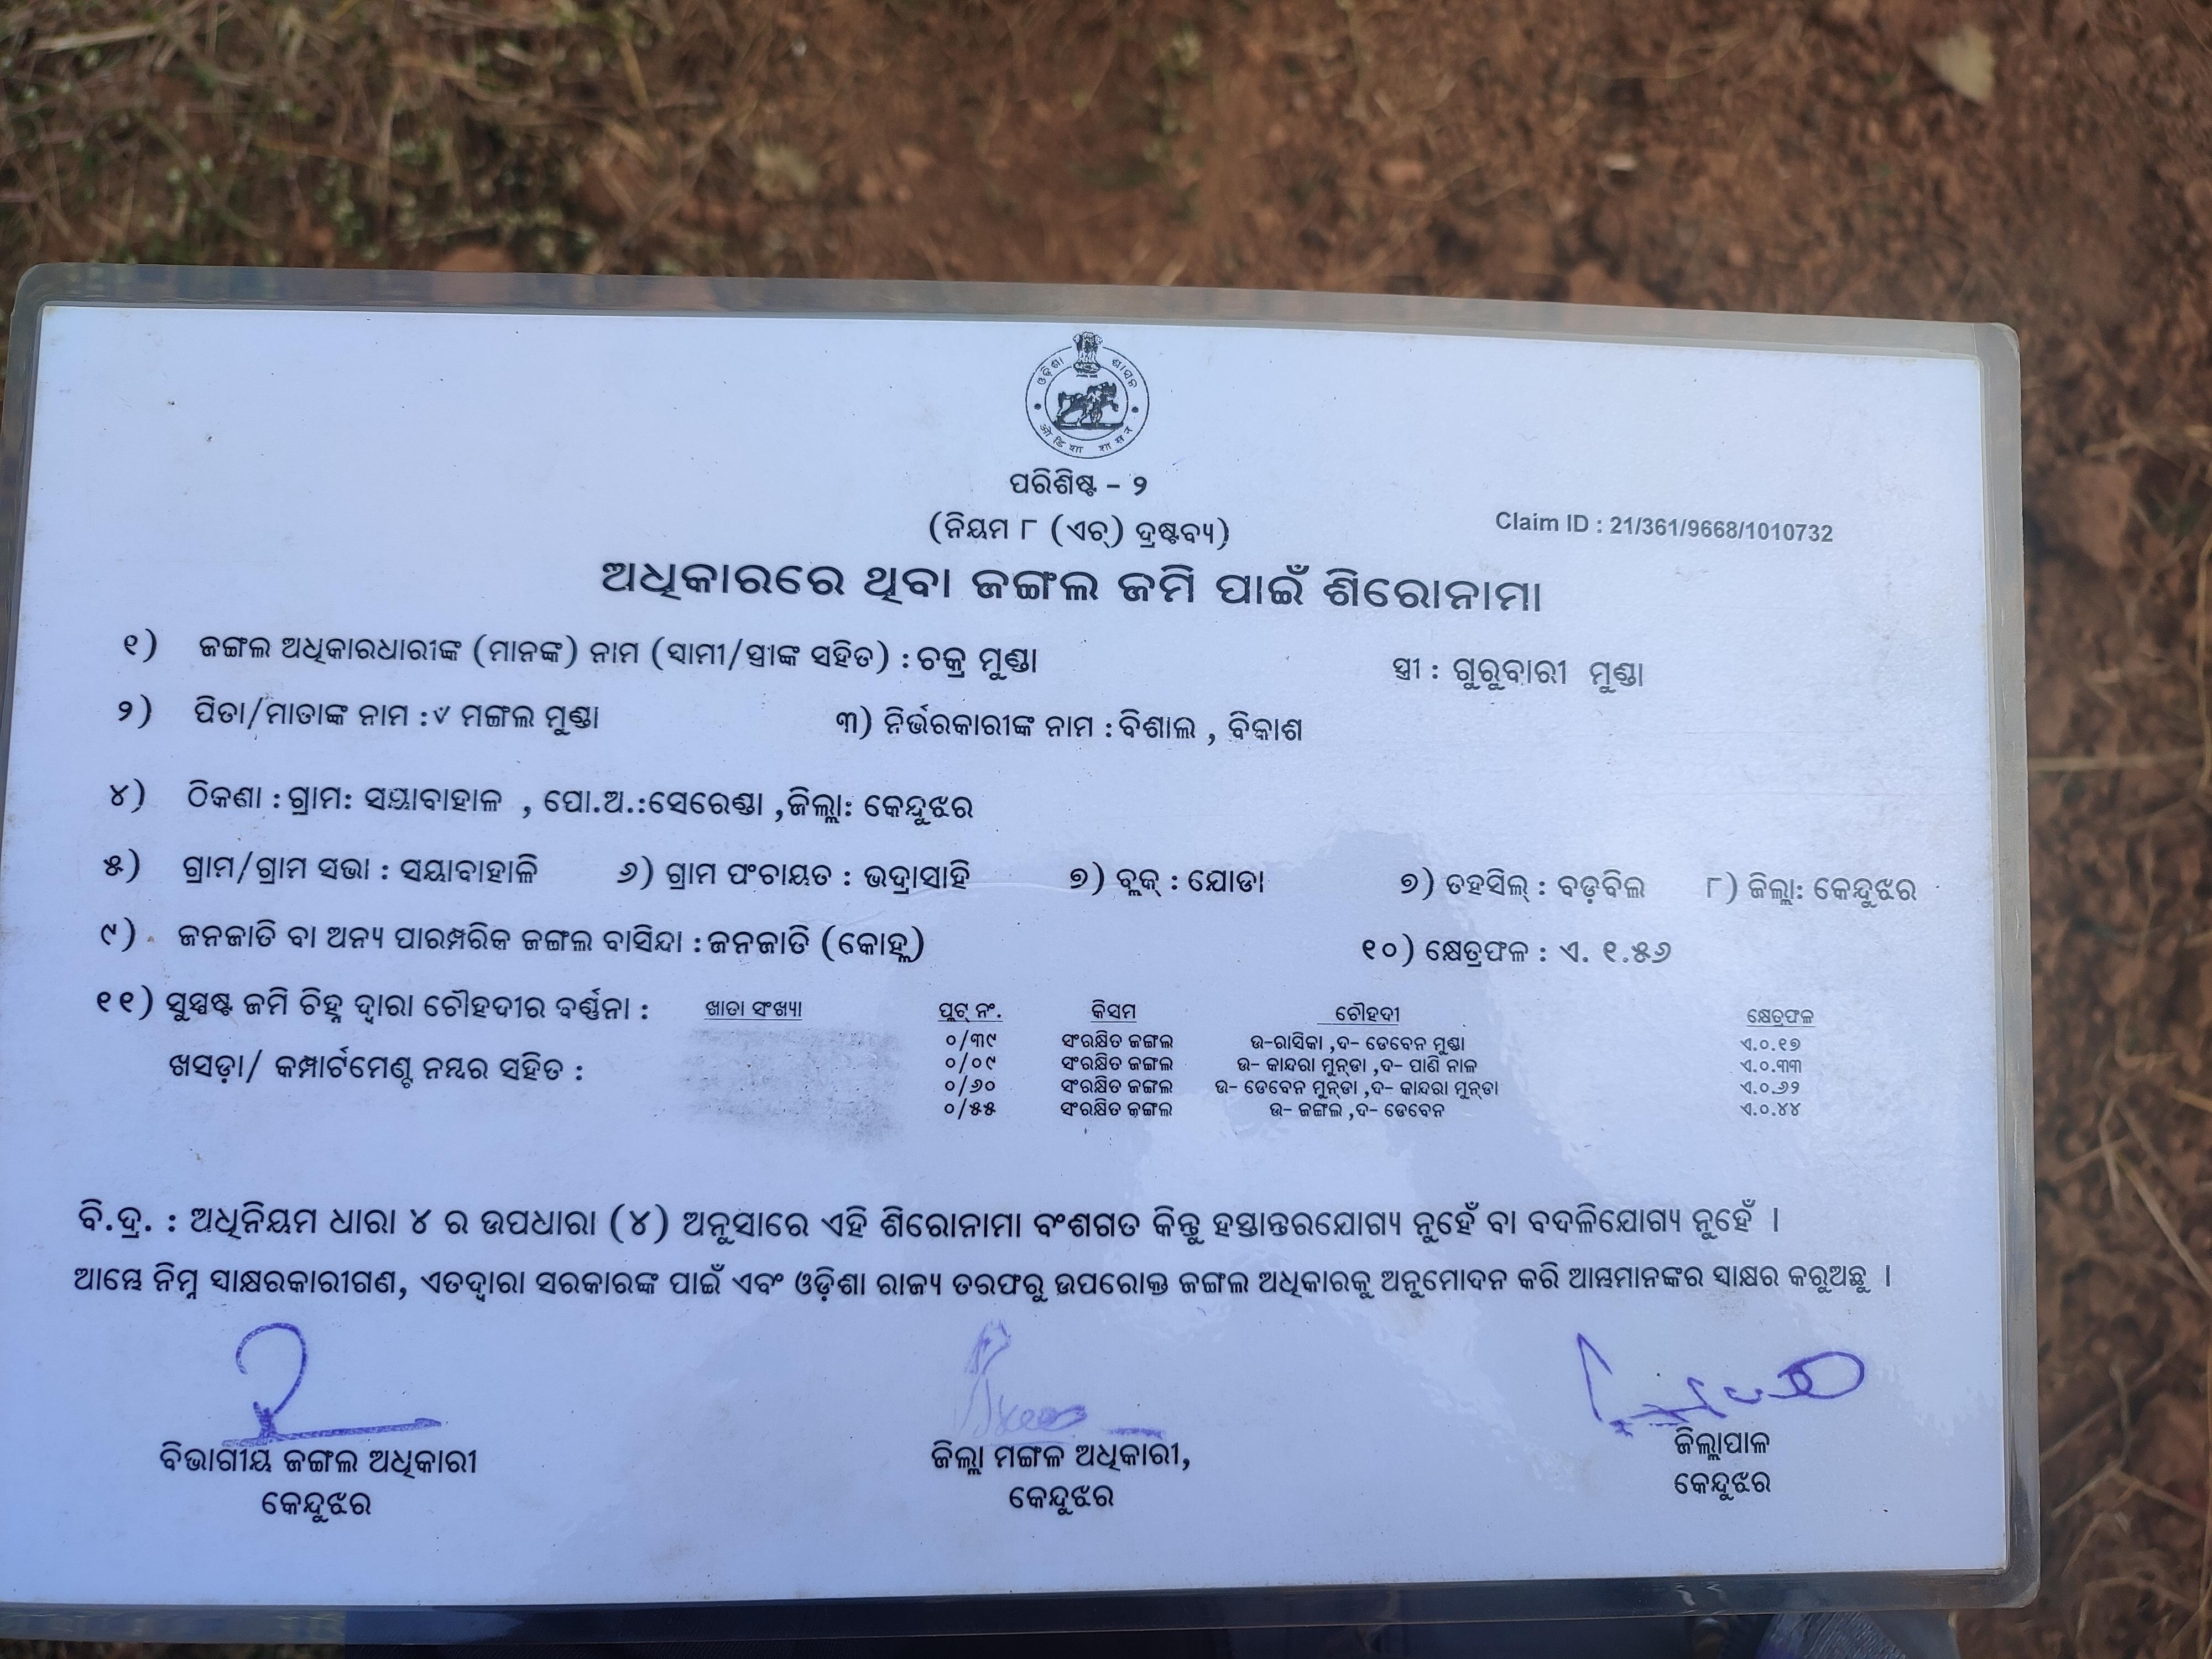 ଓଡ଼ିଶା ଶାସନ
ओडिशा शासन
ପରିଶିଷ୍ଟ - ୨
(ନିୟମ ୮ (ଏଚ୍) ଦ୍ରଷ୍ଟବ୍ୟ)
Claim ID : 21/361/9668/1010732
ଅଧିକାରରେ ଥିବା ଜଙ୍ଗଲ ଜମି ପାଇଁ ଶିରୋନାମା
୧) ଜଙ୍ଗଲ ଅଧିକାରଧାରୀଙ୍କ (ମାନଙ୍କ) ନାମ (ସ୍ଵାମୀ/ସ୍ତ୍ରୀଙ୍କ ସହିତ) : ଚକ୍ର ମୁଣ୍ଡା ସ୍ତ୍ରୀ : ଗୁରୁବାରୀ ମୁଣ୍ଡା
୨) ପିତା/ମାତାଙ୍କ ନାମ : ମଙ୍ଗଲ ମୁଣ୍ଡା ୩) ନିର୍ଭରକାରୀଙ୍କ ନାମ : ବିଶାଲ , ବିକାଶ
୪) ଠିକଣା : ଗ୍ରାମ: ସୟାବାହାଳ , ପୋ.ଅ.:ସେରେଣ୍ଡା ,ଜିଲ୍ଲା: କେନ୍ଦୁଝର
୫) ଗ୍ରାମ/ଗ୍ରାମ ସଭା : ସୟାବାହାଳି ୬) ଗ୍ରାମ ପଂଚାୟତ : ଭଦ୍ରାସାହି ୭) ବ୍ଲକ୍ : ଯୋଡା ୭) ତହସିଲ୍ : ବଡ଼ବିଲ ୮) ଜିଲ୍ଲା: କେନ୍ଦୁଝର
୯) ଜନଜାତି ବା ଅନ୍ୟ ପାରମ୍ପରିକ ଜଙ୍ଗଲ ବାସିନ୍ଦା : ଜନଜାତି (କୋହ୍ଲ) ୧୦) କ୍ଷେତ୍ରଫଳ : ଏ. ୧.୫୬
୧୧) ସୁସ୍ପଷ୍ଟ ଜମି ଚିହ୍ନ ଦ୍ଵାରା ଚୌହଦୀର ବର୍ଣ୍ଣନା : ଖାତା ସଂଖ୍ୟା ପ୍ଲଟ୍ ନଂ. କିସମ ଚୌହଦୀ କ୍ଷେତ୍ରଫଳ
୦/୩୯ ସଂରକ୍ଷିତ ଜଙ୍ଗଲ ଉ-ରାସିକା ,ଦ- ଡେବେନ ମୁଣ୍ଡା ଏ.୦.୧୭
ଖସଡ଼ା/ କମ୍ପାର୍ଟମେଣ୍ଟ ନମ୍ବର ସହିତ : ୦/୦୯ ସଂରକ୍ଷିତ ଜଙ୍ଗଲ ଉ- କାନ୍ଦରା ମୁନ୍‌ଡା ,ଦ- ପାଣି ନାଳ ଏ.୦.୩୩
୦/୬୦ ସଂରକ୍ଷିତ ଜଙ୍ଗଲ ଉ- ଡେବେନ ମୁନ୍‌ଡା ,ଦ- କାନ୍ଦରା ମୁନ୍‌ଡା ଏ.୦.୬୨
୦/୫୫ ସଂରକ୍ଷିତ ଜଙ୍ଗଲ ଉ- ଜଙ୍ଗଲ ,ଦ- ଡେବେନ ଏ.୦.୪୪
ବି.ଦ୍ର. : ଅଧିନିୟମ ଧାରା ୪ ର ଉପଧାରା (୪) ଅନୁସାରେ ଏହି ଶିରୋନାମା ବଂଶଗତ କିନ୍ତୁ ହସ୍ତାନ୍ତରଯୋଗ୍ୟ ନୁହେଁ ବା ବଦଳିଯୋଗ୍ୟ ନୁହେଁ ।
ଆମ୍ଭେ ନିମ୍ନ ସ୍ଵାକ୍ଷରକାରୀଗଣ, ଏତଦ୍ଵାରା ସରକାରଙ୍କ ପାଇଁ ଏବଂ ଓଡ଼ିଶା ରାଜ୍ୟ ତରଫରୁ ଉପରୋକ୍ତ ଜଙ୍ଗଲ ଅଧିକାରକୁ ଅନୁମୋଦନ କରି ଆମ୍ଭମାନଙ୍କର ସ୍ଵାକ୍ଷର କରୁଅଛୁ ।
ବିଭାଗୀୟ ଜଙ୍ଗଲ ଅଧିକାରୀ ଜିଲ୍ଲା ମଙ୍ଗଳ ଅଧିକାରୀ, ଜିଲ୍ଲାପାଳ
କେନ୍ଦୁଝର କେନ୍ଦୁଝର କେନ୍ଦୁଝର